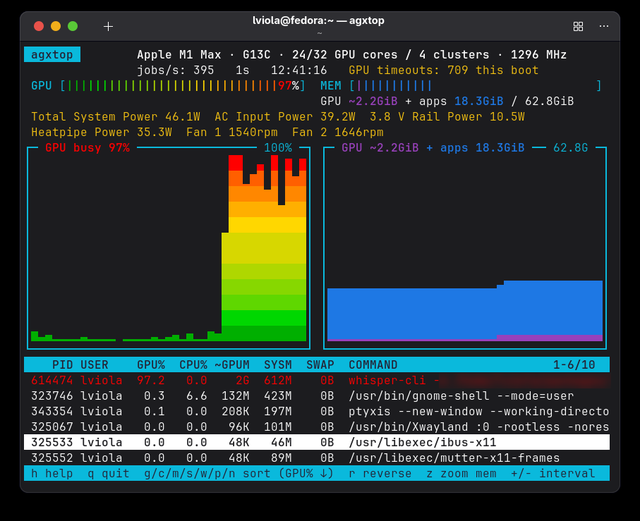 lviola@fedora:~ — agxtop
~
agxtop Apple M1 Max · G13C · 24/32 GPU cores / 4 clusters · 1296 MHz
jobs/s: 395 1s 12:41:16 GPU timeouts: 709 this boot
GPU [||||||||||||||||||||||||||||||97%] MEM [||||||||||| ]
GPU ~2.2GiB + apps 18.3GiB / 62.8GiB
Total System Power 46.1W AC Input Power 39.2W 3.8 V Rail Power 10.5W
Heatpipe Power 35.3W Fan 1 1540rpm Fan 2 1646rpm
GPU busy 97% 100% GPU ~2.2GiB + apps 18.3GiB 62.8G
PID USER GPU% CPU% ~GPUM SYSM SWAP COMMAND 1-6/10
614474 lviola 97.2 0.0 2G 612M 0B whisper-cli -
323746 lviola 0.3 6.6 132M 423M 0B /usr/bin/gnome-shell --mode=user
343354 lviola 0.1 0.0 208K 197M 0B ptyxis --new-window --working-directo
325067 lviola 0.0 0.0 96K 101M 0B /usr/bin/Xwayland :0 -rootless -nores
325533 lviola 0.0 0.0 48K 46M 0B /usr/libexec/ibus-x11
325552 lviola 0.0 0.0 48K 89M 0B /usr/libexec/mutter-x11-frames
h help q quit g/c/m/s/w/p/n sort (GPU% ↓) r reverse z zoom mem +/- interval